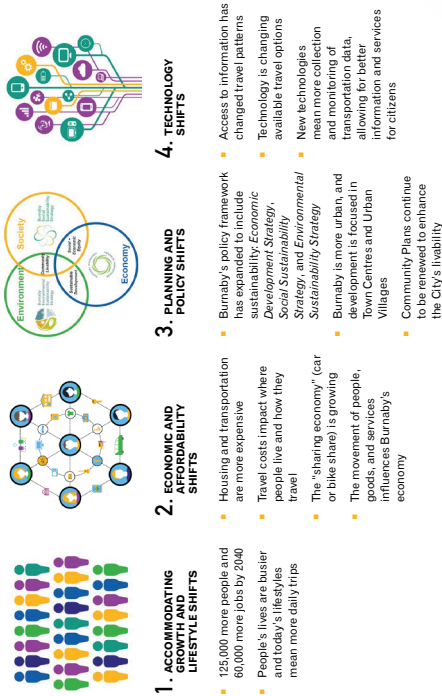 1. ACCOMMODATING
GROWTH AND
LIFESTYLE SHIFTS
125,000 more people and
60,000 more jobs by 2040
People's lives are busier
and today's lifestyles
mean more daily trips
2. ECONOMIC AND
AFFORDABILITY
SHIFTS
Housing and transportation
are more expensive
Travel costs impact where
people live and how they
travel
The "sharing economy" (car
or bike share) is growing
The movement of people,
goods, and services
influences Burnaby's
economy
Environment
Society
Economy
3. PLANNING AND
POLICY SHIFTS
Burnaby's policy framework
has expanded to include
sustainability: Economic
Development Strategy,
Social Sustainability
Strategy, and Environmental
Sustainability Strategy
Burnaby is more urban, and
development is focused in
Town Centres and Urban
Villages
Community Plans continue
to be renewed to enhance
the City's livability
4. TECHNOLOGY
SHIFTS
Access to information has
changed travel patterns
Technology is changing
available travel options
New technologies
mean more collection
and monitoring of
transportation data,
allowing for better
information and services
for citizens